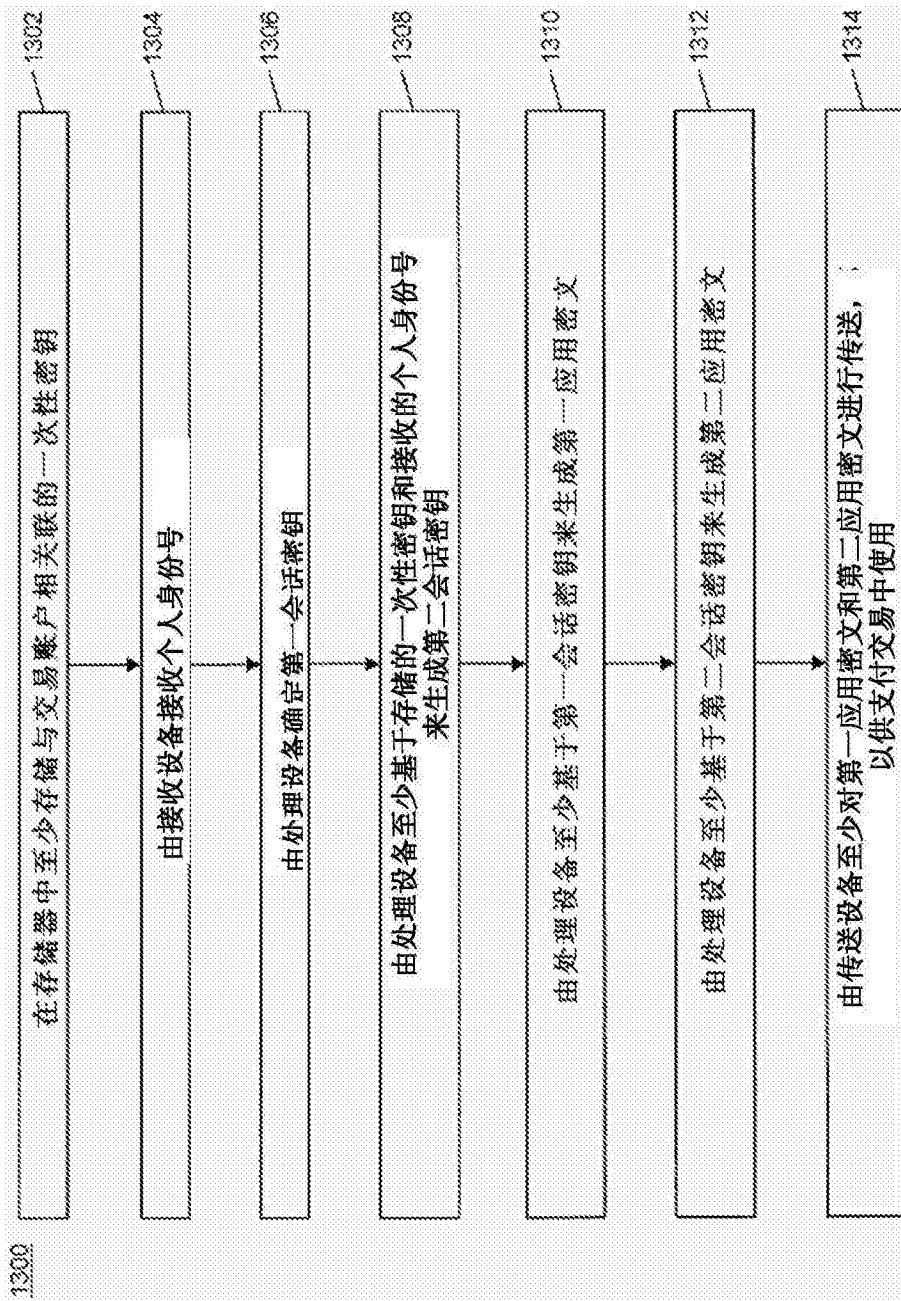 1300
在存储器中至少存储与交易账户相关联的一次性密钥
1302
由接收设备接收个人身份号
1304
由处理设备确定第一会话密钥
1306
由处理设备至少基于存储的一次性密钥和接收的个人身份号
来生成第二会话密钥
1308
由处理设备至少基于第一会话密钥来生成第一应用密文
1310
由处理设备至少基于第二会话密钥来生成第二应用密文
1312
由传送设备至少对第一应用密文和第二应用密文进行传送，
以供支付交易中使用
1314